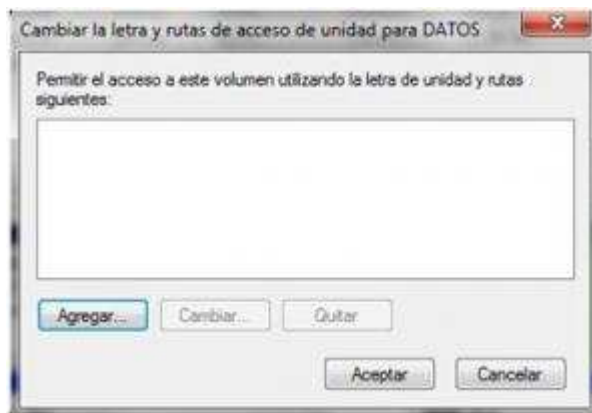 Cambiar la letra y rutas de acceso de unidad para DATOS
Permitir el acceso a este volumen utilizando la letra de unidad y rutas
siguientes:
Agregar... Cambiar... Quitar
Aceptar Cancelar